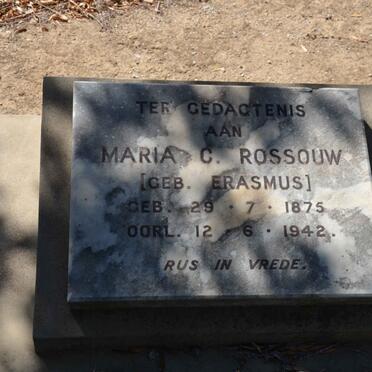 TER GEDAGTENIS
AAN
MARIA C. ROSSOUW
[GEB. ERASMUS]
GEB. 29 · 7 · 1875
OORL. 12 · 6 · 1942.
RUS IN VREDE.